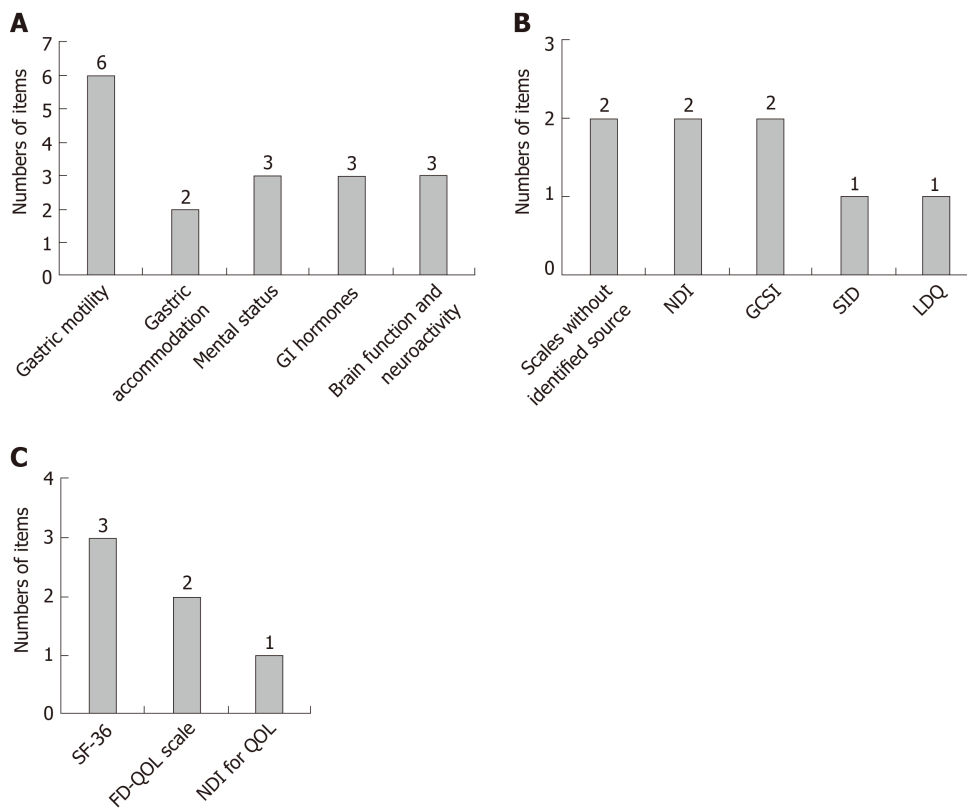 A
Numbers of items
7
6
5
4
3
2
1
0
6
2
3
3
3
Gastric motility
Gastric
accommodation
Mental status
GI hormones
Brain function and
neuroactivity
B
Numbers of items
3
2
1
0
2
2
2
1
1
Scales without
identified source
NDI
GCSI
SID
LDQ
C
Numbers of items
4
3
2
1
0
3
2
1
SF-36
FD-QOL scale
NDI for QOL